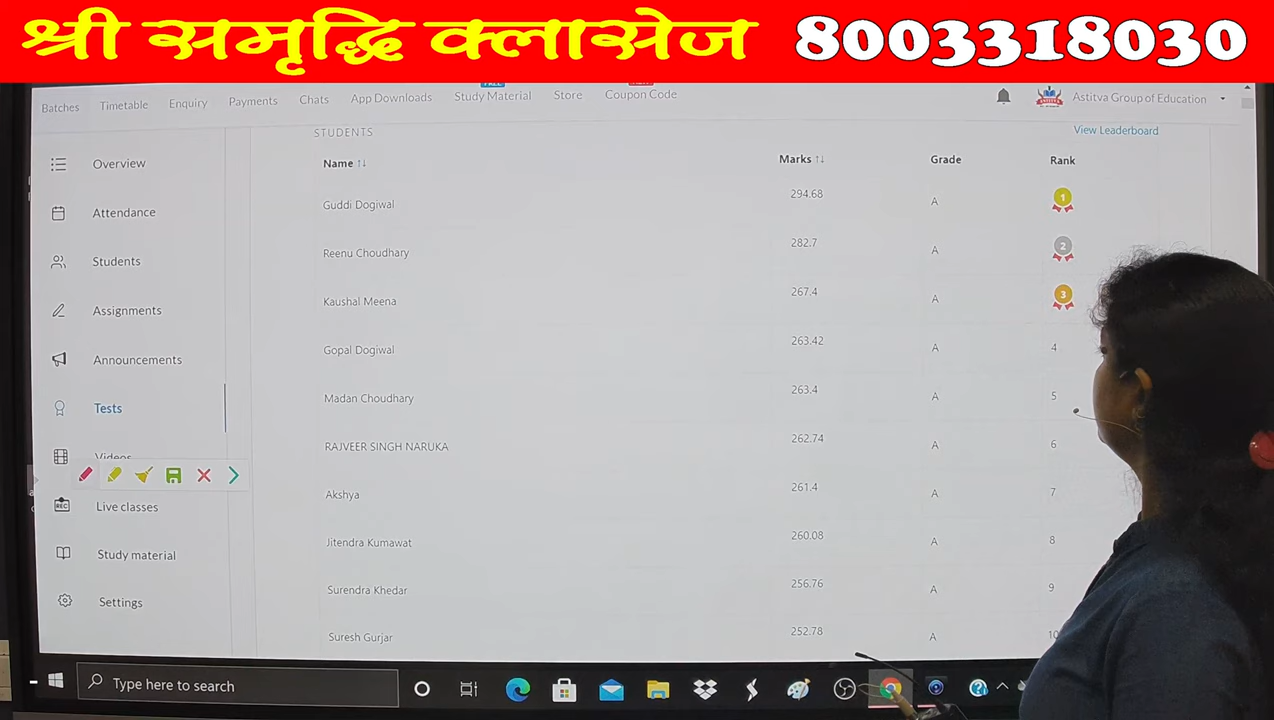 श्री समृद्धि क्लासेज 8003318030
Batches Timetable Enquiry Payments Chats App Downloads Study Material Store Coupon Code Astitva Group of Education
STUDENTS View Leaderboard
Name Marks Grade Rank
Overview
Attendance
Students
Assignments
Announcements
Tests
Videos
Live classes
Study material
Settings
Guddi Dogiwal 294.68 A 1
Reenu Choudhary 282.7 A 2
Kaushal Meena 267.4 A 3
Gopal Dogiwal 263.42 A 4
Madan Choudhary 263.4 A 5
RAJVEER SINGH NARUKA 262.74 A 6
Akshya 261.4 A 7
Jitendra Kumawat 260.08 A 8
Surendra Khedar 256.76 A 9
Suresh Gurjar 252.78 A 10
REC
Type here to search